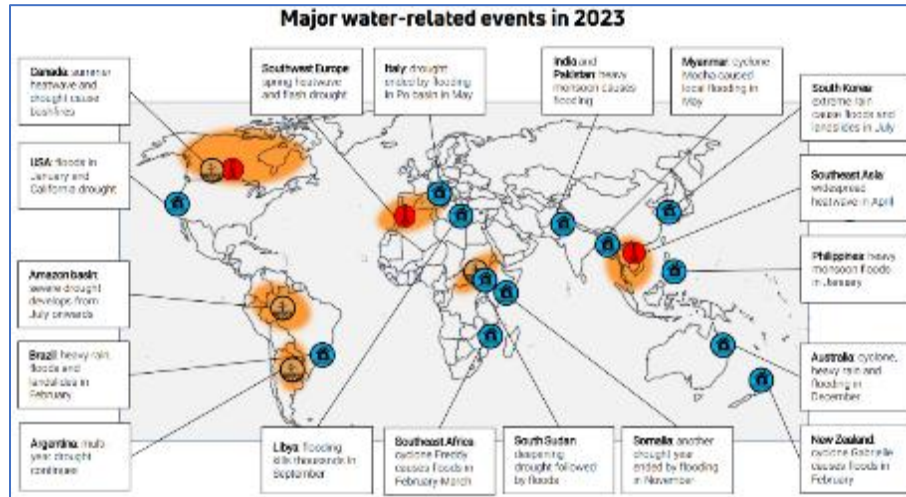 Major water-related events in 2023
Canada: summer
heatwave and
drought cause
bushfires
Southwest Europe:
spring heatwave
and flash drought
Italy: drought
ended by flooding
in Po basin in May
India and
Pakistan: heavy
monsoon causes
flooding
Myanmar: cyclone
Mocha caused
local flooding in
May
South Korea:
extreme rain
cause floods and
landslides in July
USA: floods in
January and
California drought
Southeast Asia:
widespread
heatwave in April
Amazon basin:
severe drought
develops from
July onwards
Philippines: heavy
monsoon floods
in January
Brazil: heavy rain,
floods and
landslides in
February
Australia: cyclone,
heavy rain and
flooding in
December
Argentina: multi-
year drought
continues
Libya: flooding
kills thousands in
September
Southeast Africa:
cyclone Freddy
causes floods in
February-March
South Sudan:
deepening
drought followed
by floods
Somalia: another
drought year
ended by flooding
in November
New Zealand:
cyclone Gabrielle
causes floods in
February